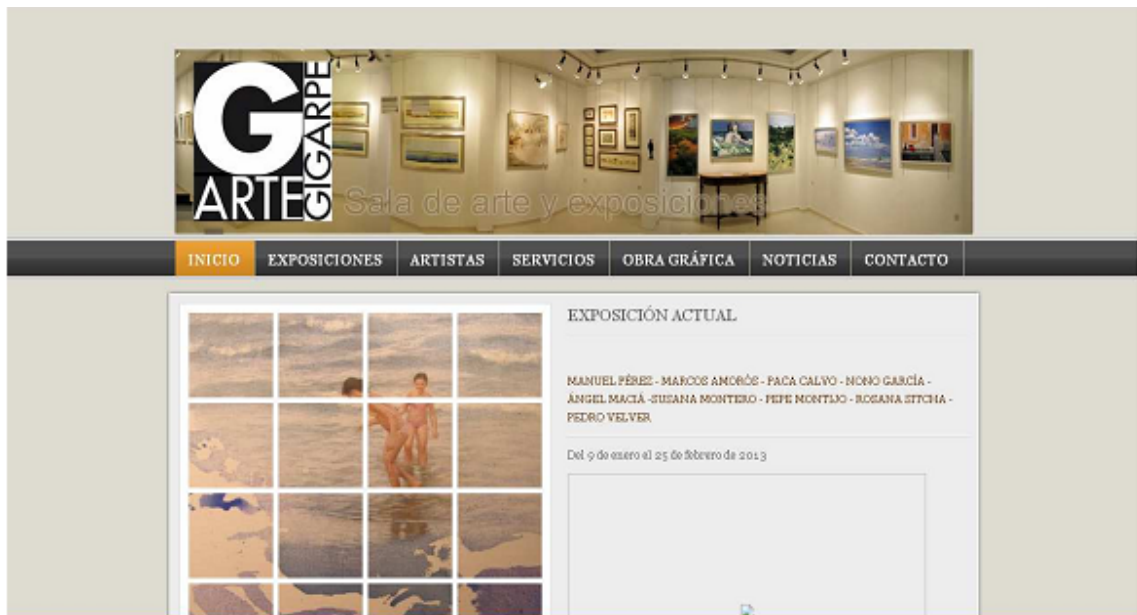 G
ARTE
GIGARPE
Sala de arte y exposiciones
INICIO EXPOSICIONES ARTISTAS SERVICIOS OBRA GRÁFICA NOTICIAS CONTACTO
EXPOSICIÓN ACTUAL
MANUEL PÉREZ - MARCOS AMORÓS - PACA CALVO - NONO GARCÍA -
ÁNGEL MACIÁ -SUSANA MONTERO - PEPE MONTIJO - ROSANA SITCHA -
PEDRO VELVER
Del 9 de enero el 25 de febrero de 2013